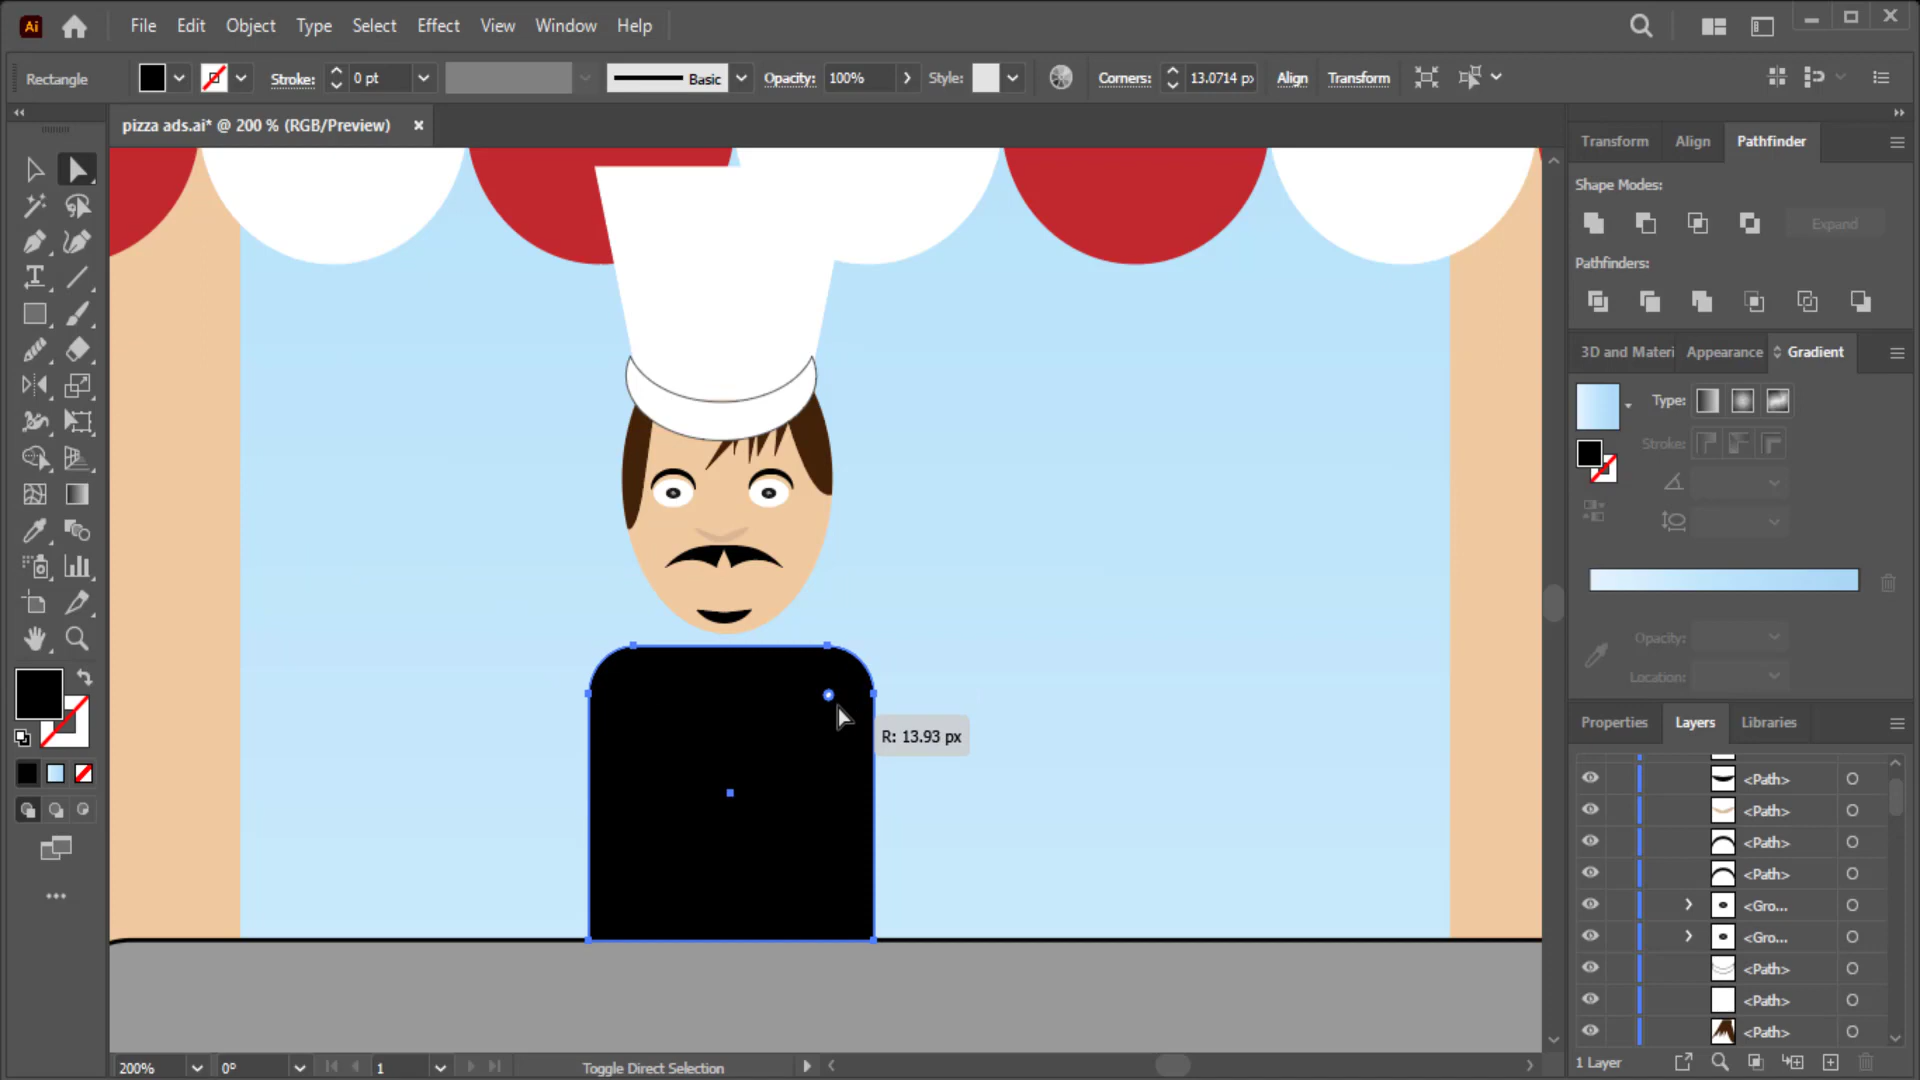 Ai File Edit Object Type Select Effect View Window Help
Rectangle Stroke: 0 pt Basic Opacity: 100% Style: Corners: 13.0714 px Align Transform
pizza ads.ai* @ 200 % (RGB/Preview) ×
Transform Align Pathfinder
Shape Modes:
Expand
Pathfinders:
3D and Materi Appearance Gradient
Type:
Stroke:
Opacity:
Location:
R: 13.93 px
Properties Layers Libraries
<Path>
<Path>
<Path>
<Path>
<Gro...
<Gro...
<Path>
<Path>
<Path>
1 Layer
200% 0° 1 Toggle Direct Selection